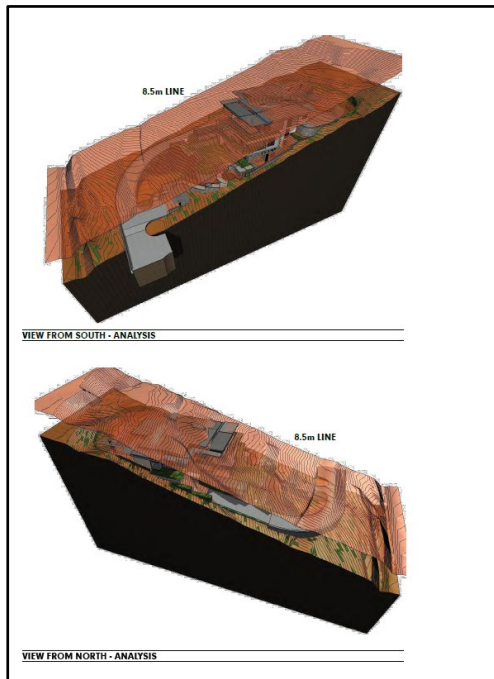 8.5m LINE
VIEW FROM SOUTH - ANALYSIS
8.5m LINE
VIEW FROM NORTH - ANALYSIS